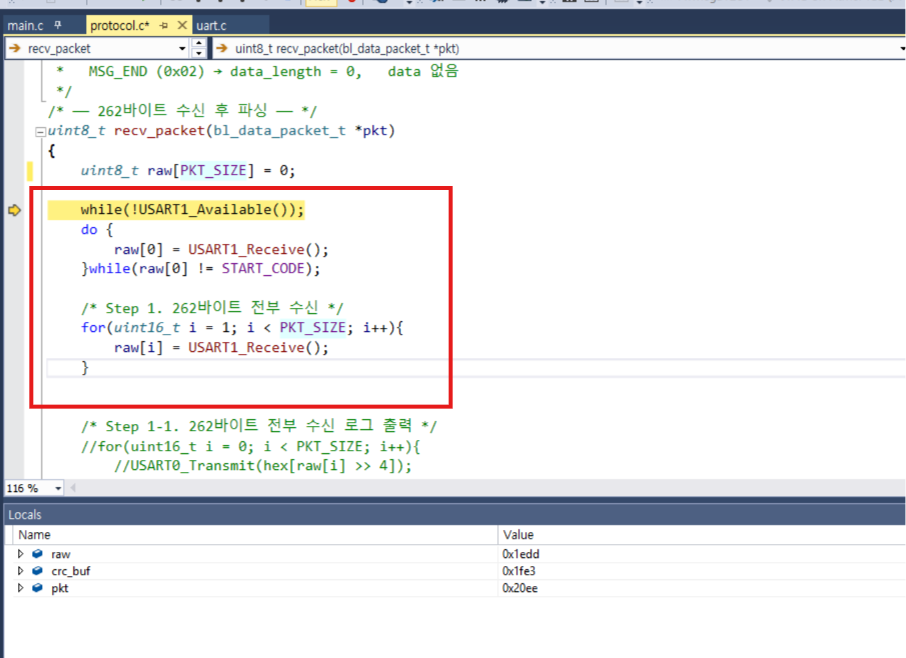 main.c protocol.c* uart.c
recv_packet uint8_t recv_packet(bl_data_packet_t *pkt)
* MSG_END (0x02) → data_length = 0, data 없음
*/
/* — 262바이트 수신 후 파싱 — */
uint8_t recv_packet(bl_data_packet_t *pkt)
{
uint8_t raw[PKT_SIZE] = 0;
while(!USART1_Available());
do {
raw[0] = USART1_Receive();
}while(raw[0] != START_CODE);
/* Step 1. 262바이트 전부 수신 */
for(uint16_t i = 1; i < PKT_SIZE; i++){
raw[i] = USART1_Receive();
}
/* Step 1-1. 262바이트 전부 수신 로그 출력 */
//for(uint16_t i = 0; i < PKT_SIZE; i++){
//USART0_Transmit(hex[raw[i] >> 4]);
116 %
Locals
Name Value
raw 0x1edd
crc_buf 0x1fe3
pkt 0x20ee